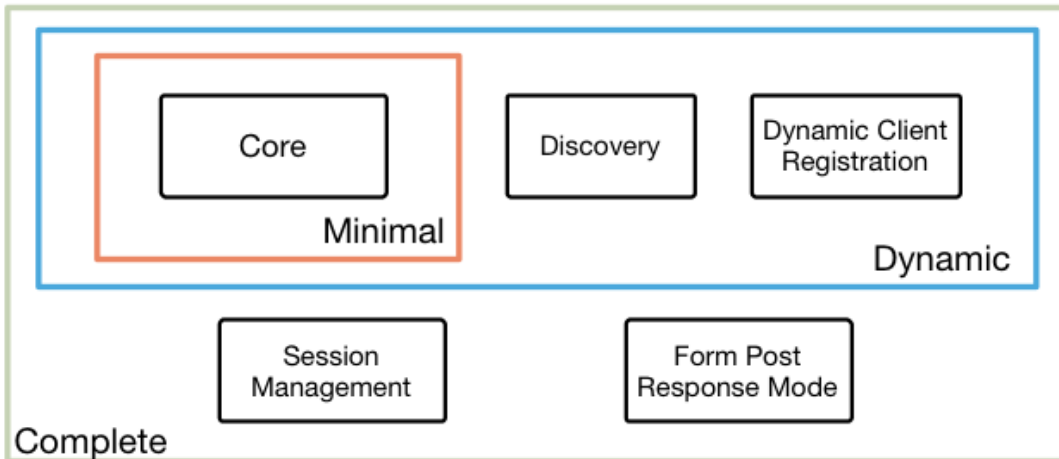 Core
Discovery
Dynamic Client
Registration
Minimal
Dynamic
Session
Management
Form Post
Response Mode
Complete